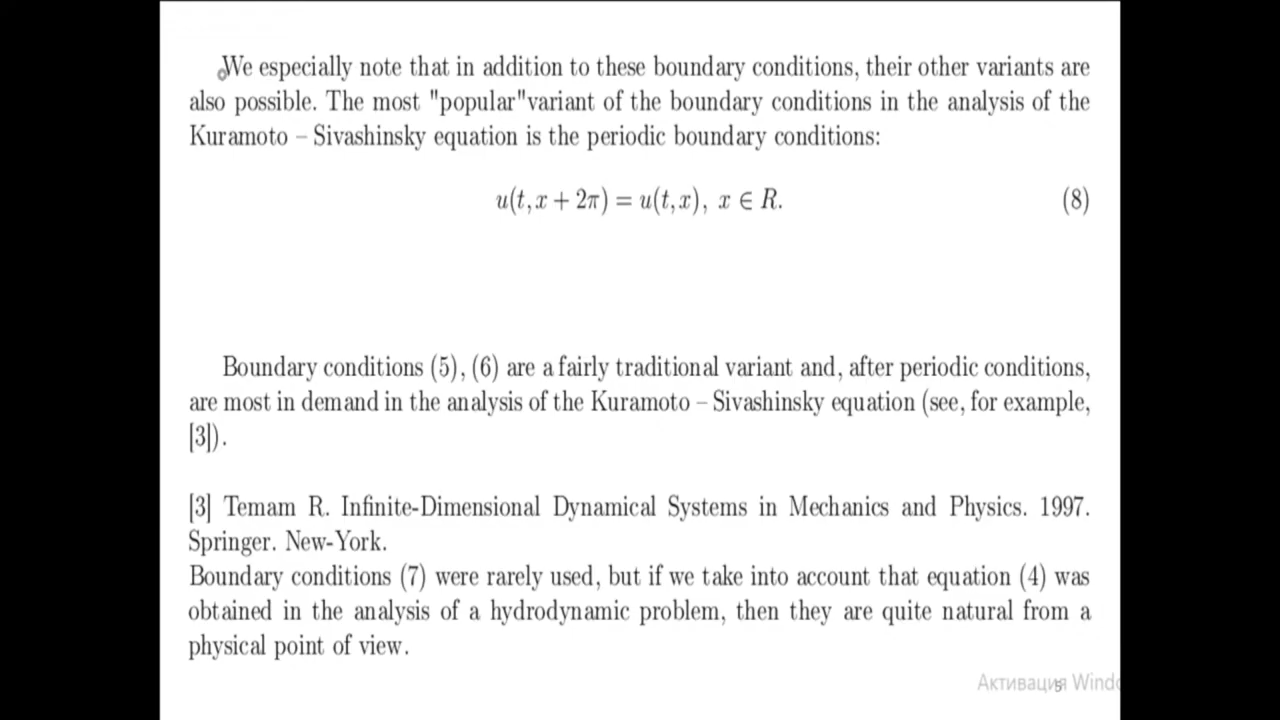 We especially note that in addition to these boundary conditions, their other variants are
also possible. The most "popular"variant of the boundary conditions in the analysis of the
Kuramoto – Sivashinsky equation is the periodic boundary conditions:
u(t, x + 2π) = u(t, x), x ∈ R. (8)
Boundary conditions (5), (6) are a fairly traditional variant and, after periodic conditions,
are most in demand in the analysis of the Kuramoto – Sivashinsky equation (see, for example,
[3]).
[3] Temam R. Infinite-Dimensional Dynamical Systems in Mechanics and Physics. 1997.
Springer. New-York.
Boundary conditions (7) were rarely used, but if we take into account that equation (4) was
obtained in the analysis of a hydrodynamic problem, then they are quite natural from a
physical point of view.
Активация Windo
5